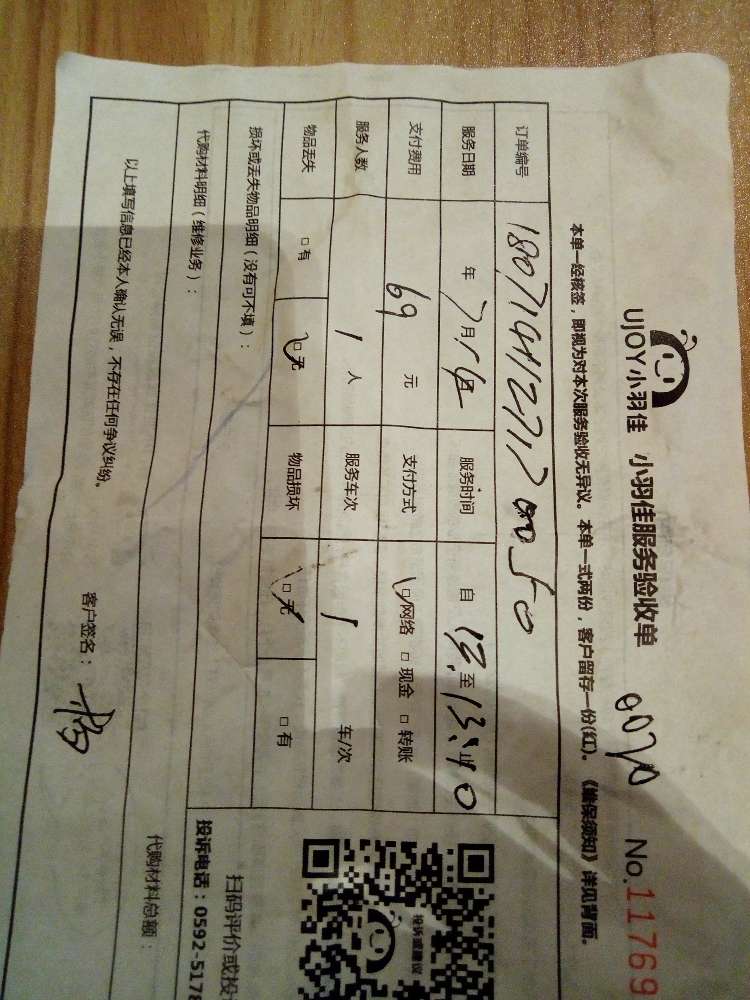 UJOY小羽佳 小羽佳服务验收单 No.11769
本单一经核签，即视为对本次服务验收无异议。本单一式两份，客户留存一份(红)。《维保须知》详见背面。
订单编号
服务日期 年 7月14日 服务时间 自 13 至 13:40 止
支付费用 69 元 支付方式 □网络 □现金 □转账
服务人数 1 人 服务车次 1 车/次
物品丢失 □有 □无 物品损坏 □无 □有
损坏或丢失物品明细（没有可不填）：
代购材料明细（维修业务）：
代购材料总额：
以上填写信息已经本人确认无误，不存在任何争议纠纷。
客户签名：
投诉或建议
扫码评价或投
投诉电话：0592-5178